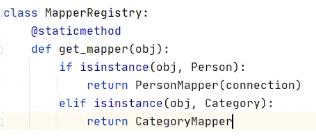 class MapperRegistry:
    @staticmethod
    def get_mapper(obj):
        if isinstance(obj, Person):
            return PersonMapper(connection)
        elif isinstance(obj, Category):
            return CategoryMapper